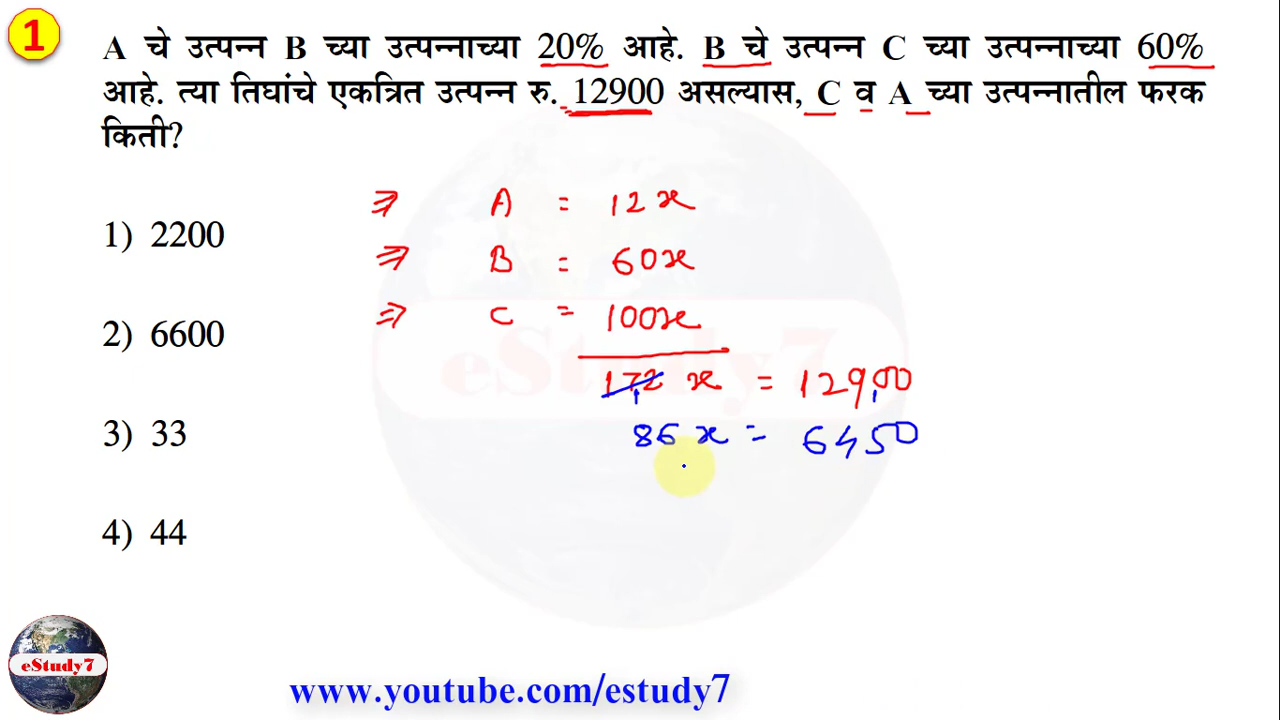 1
A चे उत्पन्न B च्या उत्पन्नाच्या 20% आहे. B चे उत्पन्न C च्या उत्पन्नाच्या 60%
आहे. त्या तिघांचे एकत्रित उत्पन्न रु. 12900 असल्यास, C व A च्या उत्पन्नातील फरक
किती?
⇒ A = 12x
1) 2200
⇒ B = 60x
⇒ C = 100x
2) 6600
172 x = 12900
3) 33
86 x = 6450
4) 44
eStudy7
eStudy7
www.youtube.com/estudy7